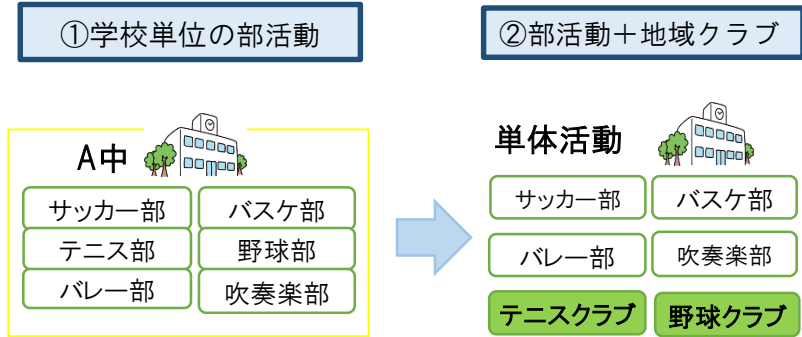 ①学校単位の部活動
②部活動＋地域クラブ
A中
サッカー部
バスケ部
テニス部
野球部
バレー部
吹奏楽部
単体活動
サッカー部
バスケ部
バレー部
吹奏楽部
テニスクラブ
野球クラブ